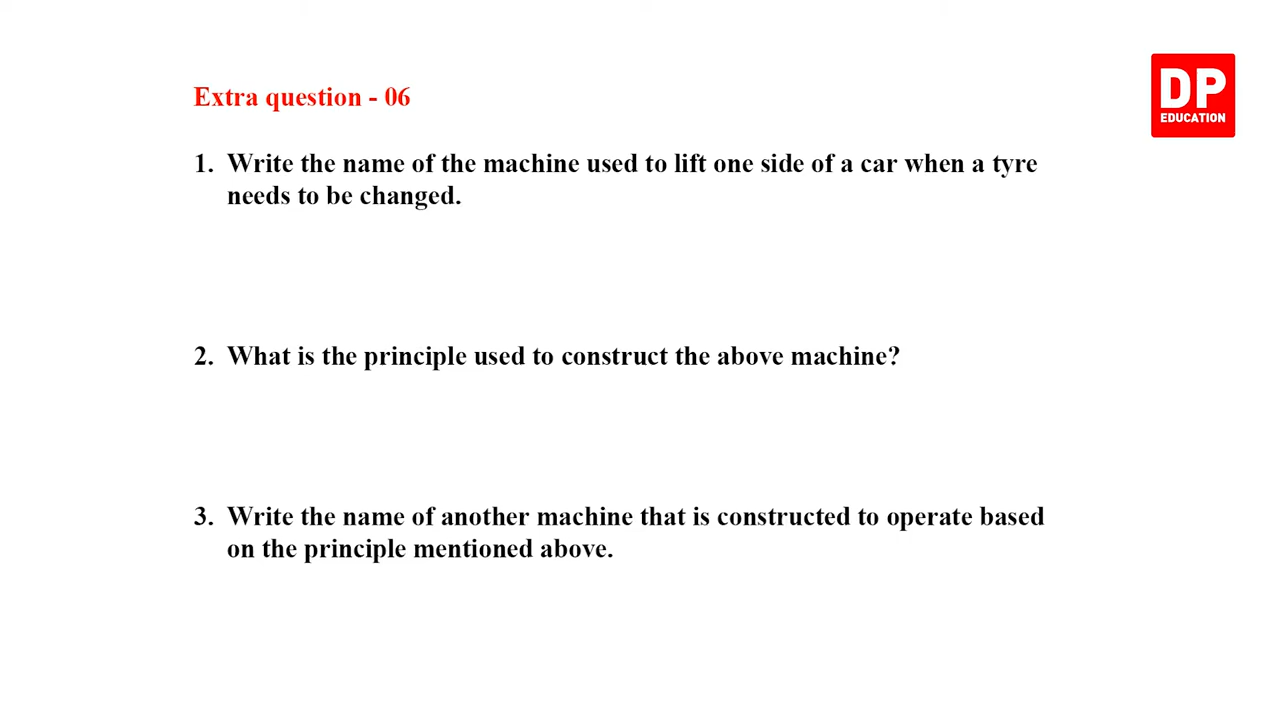 DP
EDUCATION
Extra question - 06
1. Write the name of the machine used to lift one side of a car when a tyre
needs to be changed.
2. What is the principle used to construct the above machine?
3. Write the name of another machine that is constructed to operate based
on the principle mentioned above.